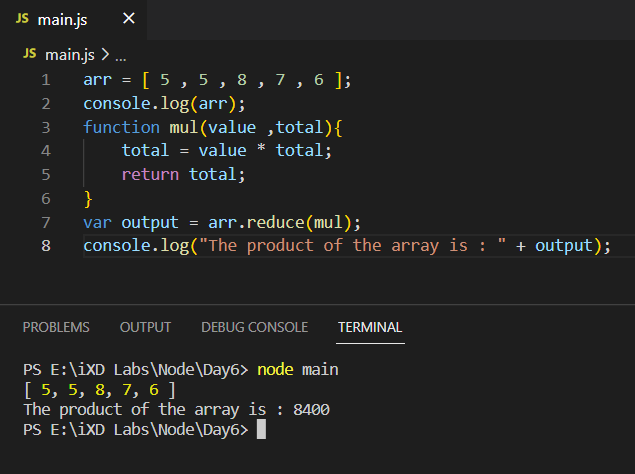 JS main.js ×
JS main.js > ...
1 arr = [ 5 , 5 , 8 , 7 , 6 ];
2 console.log(arr);
3 function mul(value ,total){
4     total = value * total;
5     return total;
6 }
7 var output = arr.reduce(mul);
8 console.log("The product of the array is : " + output);
PROBLEMS OUTPUT DEBUG CONSOLE TERMINAL
PS E:\iXD Labs\Node\Day6> node main
[ 5, 5, 8, 7, 6 ]
The product of the array is : 8400
PS E:\iXD Labs\Node\Day6>